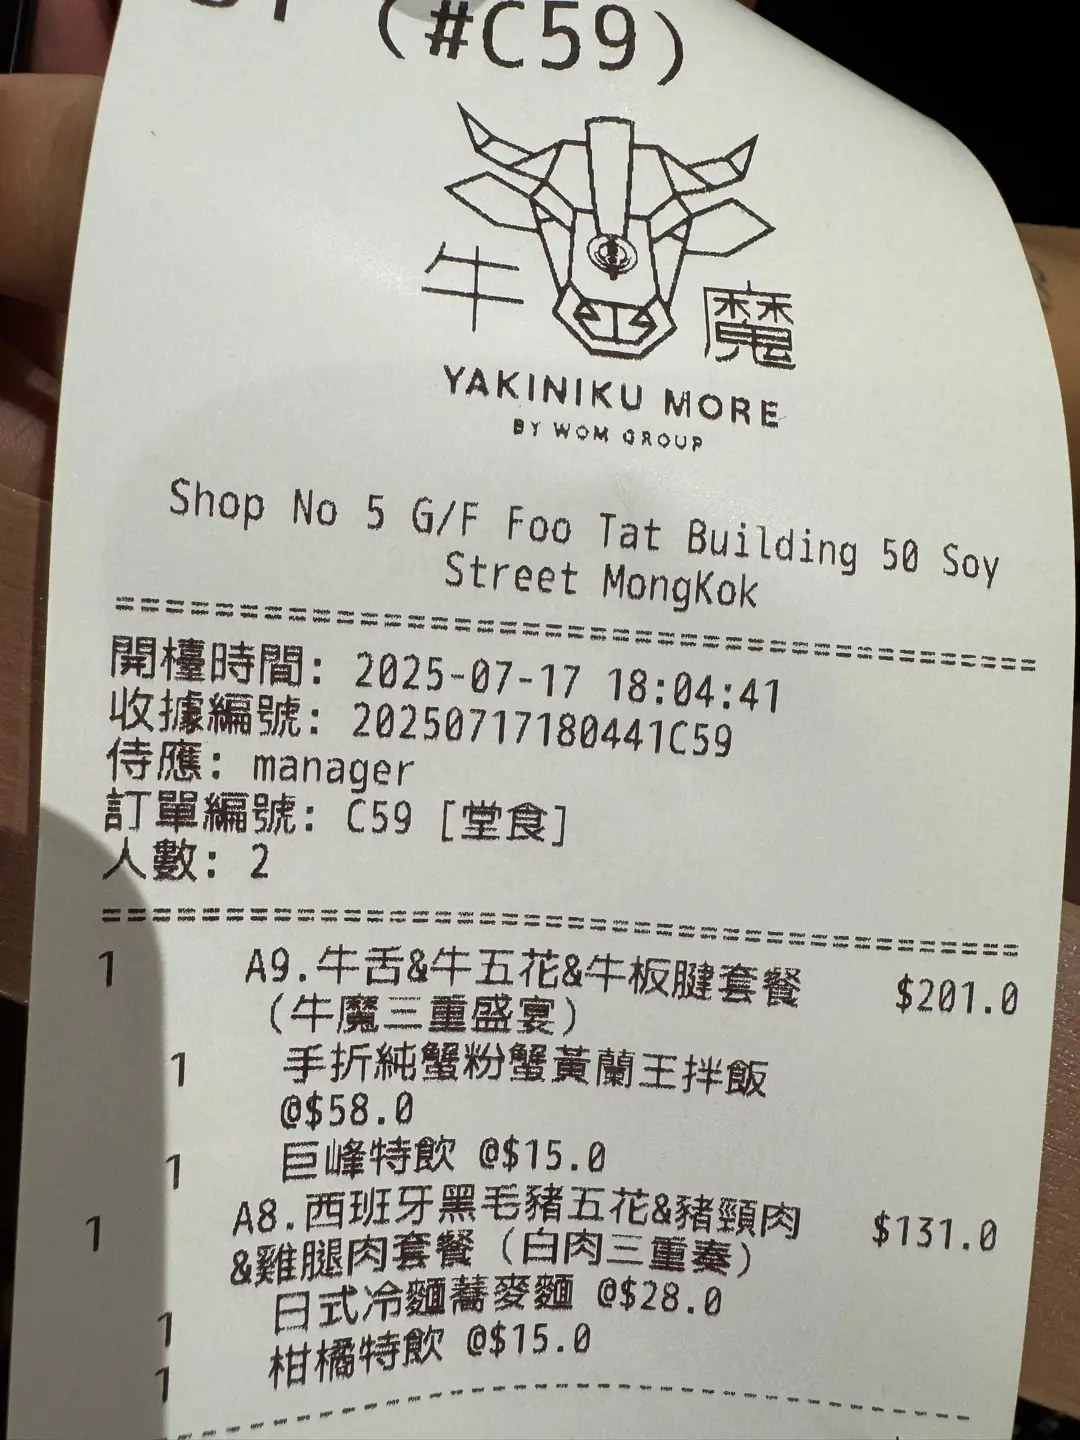 (#C59)
牛魔
YAKINIKU MORE
BY WOM GROUP
Shop No 5 G/F Foo Tat Building 50 Soy
Street MongKok
開檯時間: 2025-07-17 18:04:41
收據編號: 20250717180441C59
侍應: manager
訂單編號: C59 [堂食]
人數: 2
1 A9.牛舌&牛五花&牛板腱套餐 $201.0
(牛魔三重盛宴)
1 手折純蟹粉蟹黃蘭王拌飯
@$58.0
1 巨峰特飲 @$15.0
1 A8.西班牙黑毛豬五花&豬頸肉 $131.0
&雞腿肉套餐 (白肉三重奏)
1 日式冷麵蕎麥麵 @$28.0
1 柑橘特飲 @$15.0